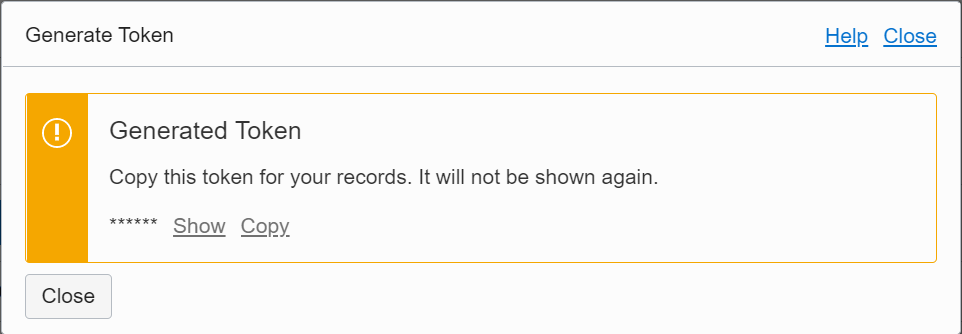 Generate Token Help Close
Generated Token
Copy this token for your records. It will not be shown again.
****** Show Copy
Close